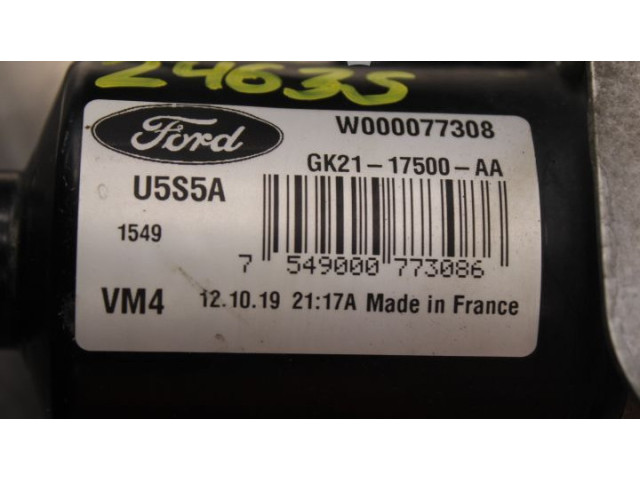 24635
Ford
W000077308
GK21-17500-AA
U5S5A
1549
7 549000 773086
VM4 12.10.19 21:17A Made in France